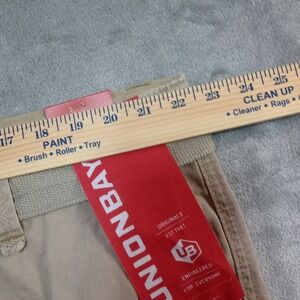 17 18 19 20 21 22 23 24 25
PAINT
• Brush • Roller • Tray
CLEAN UP
• Cleaner • Rags •
UNIONBAY
ORIGINALS
EST 1981
UB
ENGINEERED
FOR EVERYONE